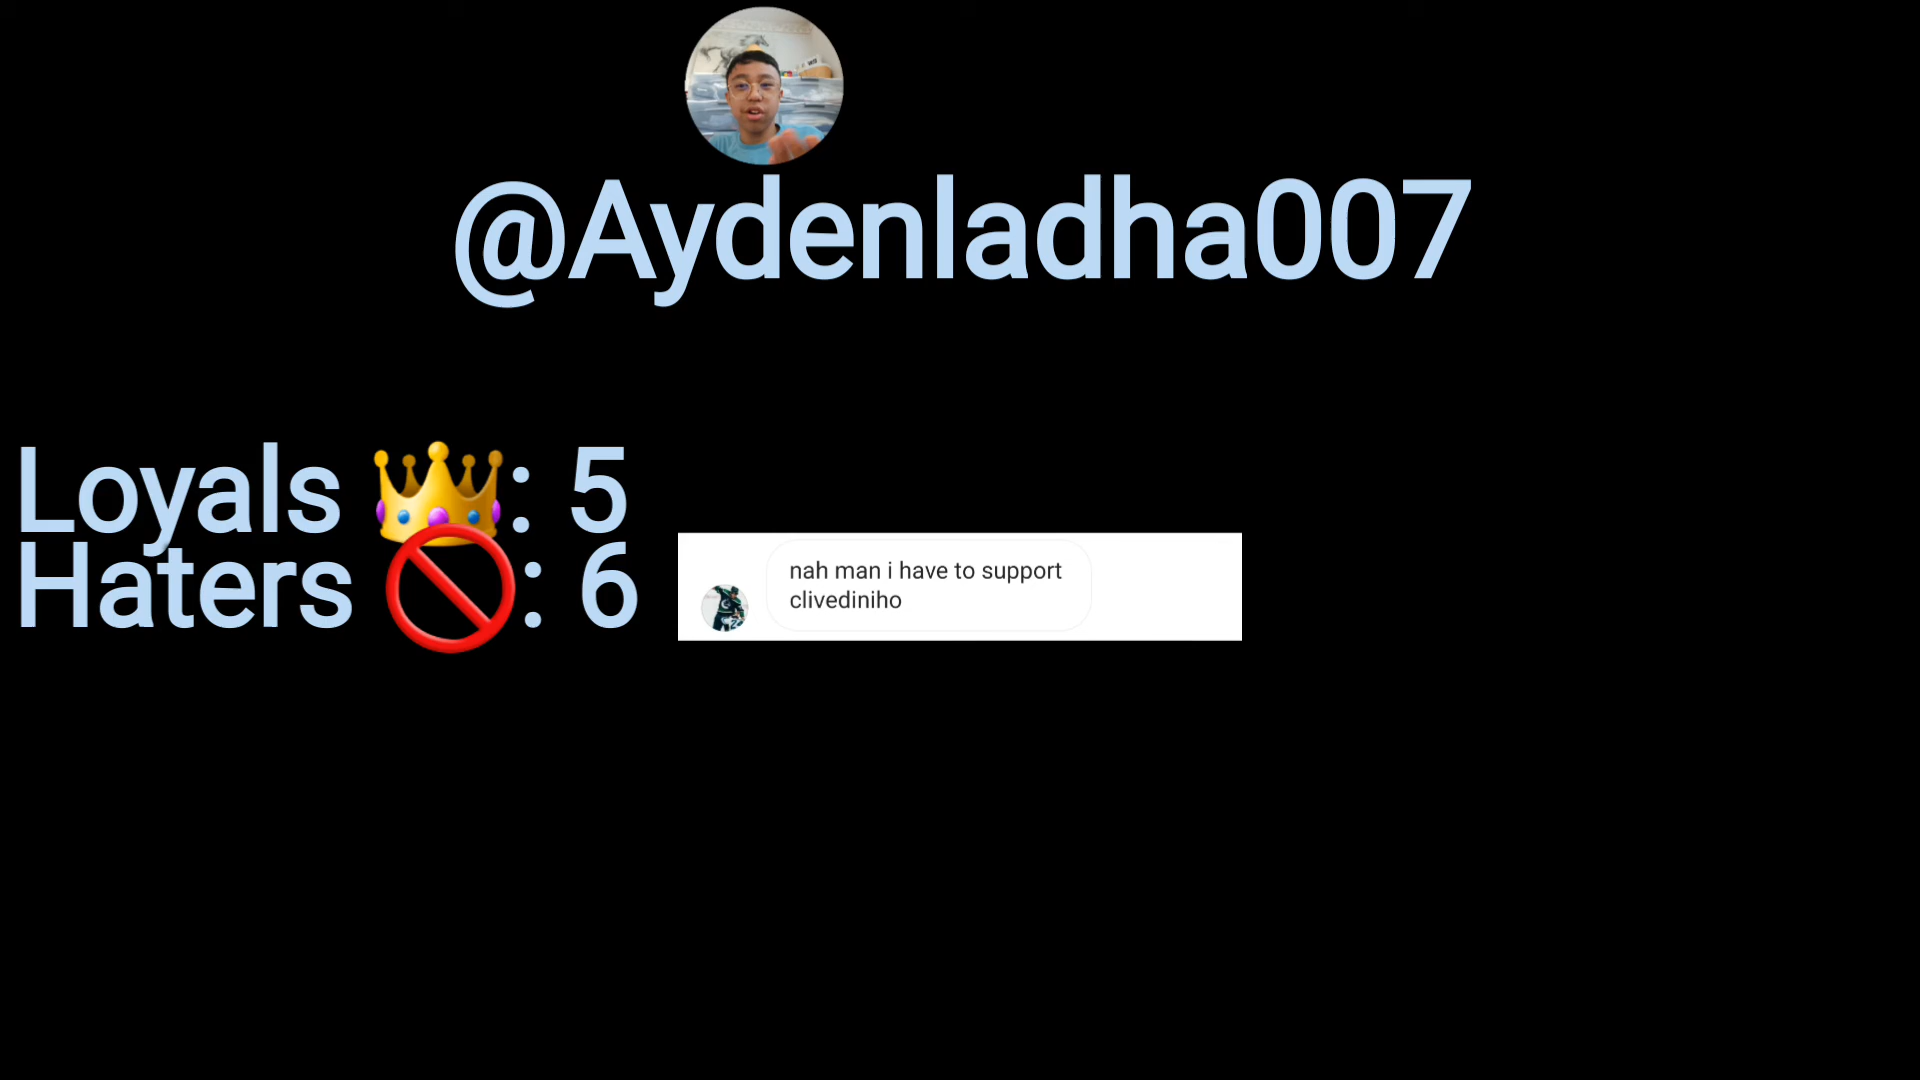 @Aydenladha007
Loyals 👑: 5
Haters 🚫: 6
nah man i have to support
clivediniho